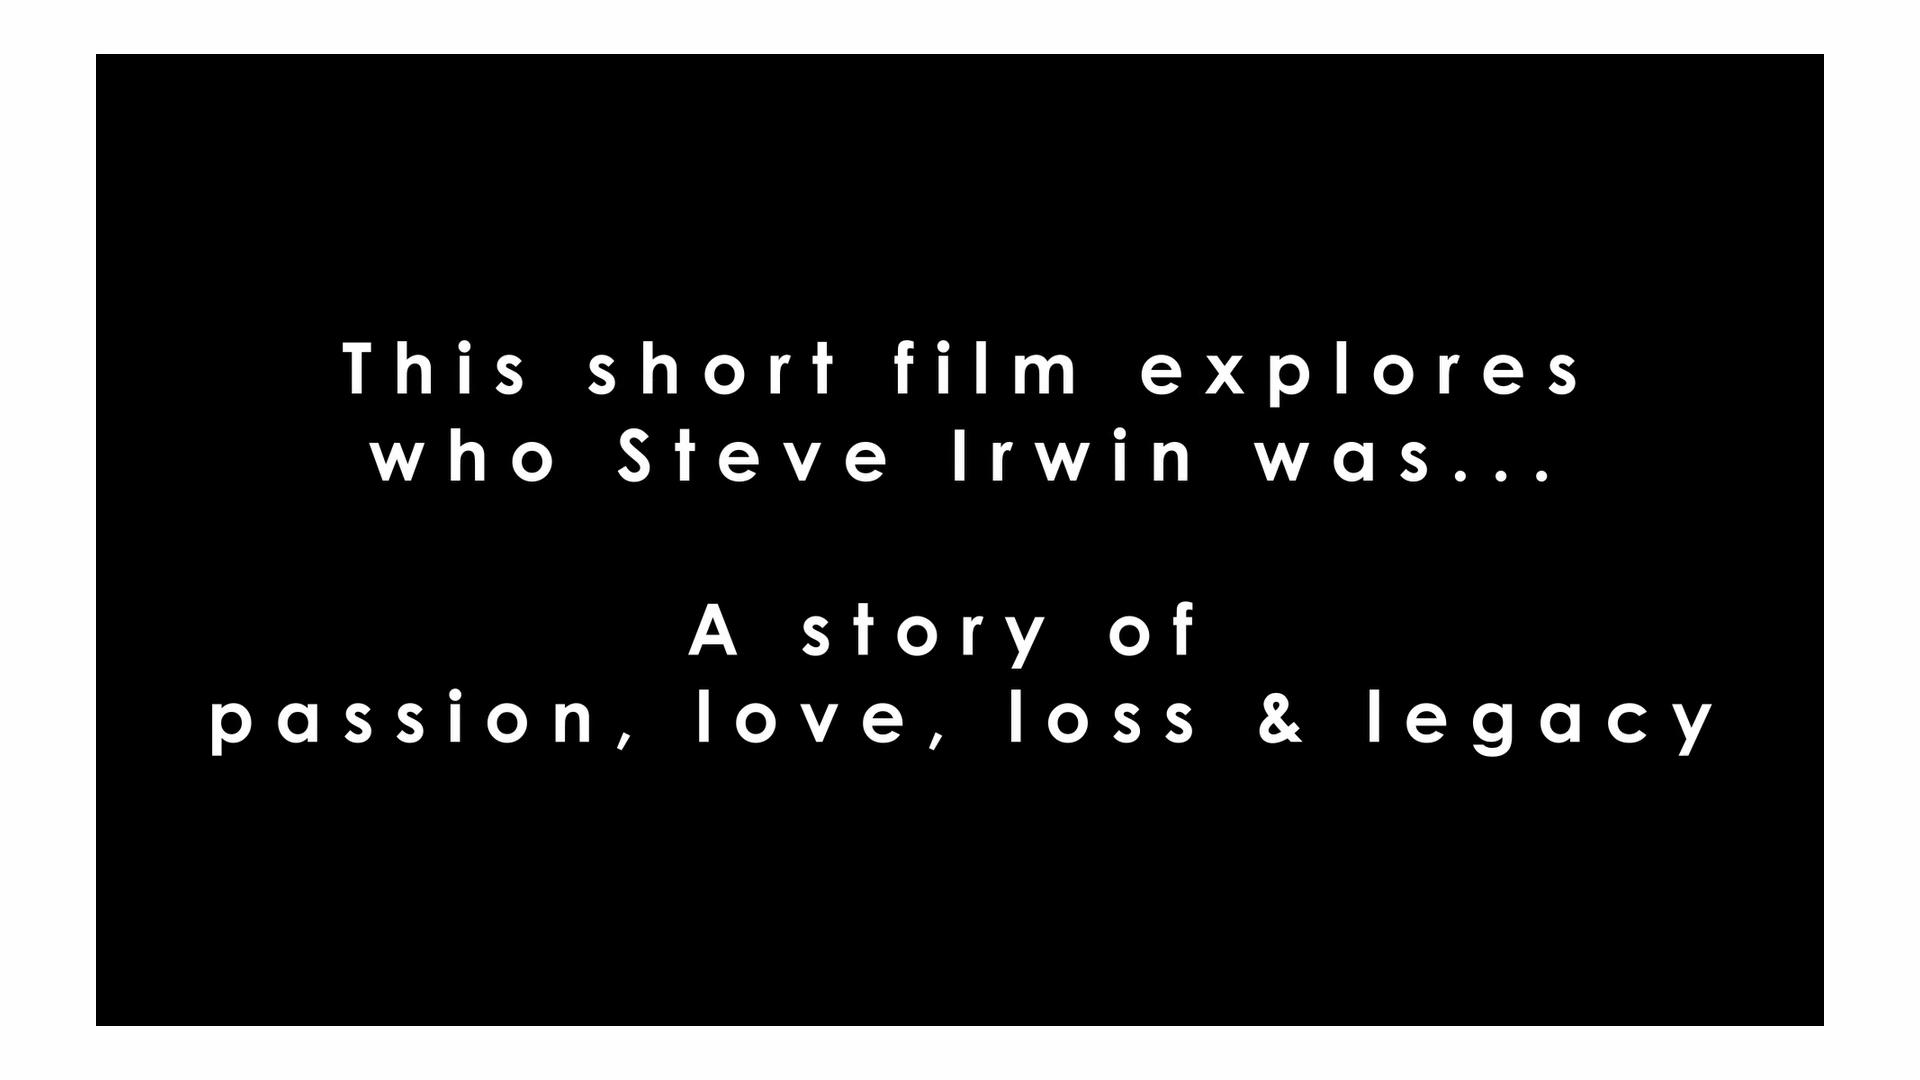 This short film explores
who Steve Irwin was...
A story of
passion, love, loss & legacy